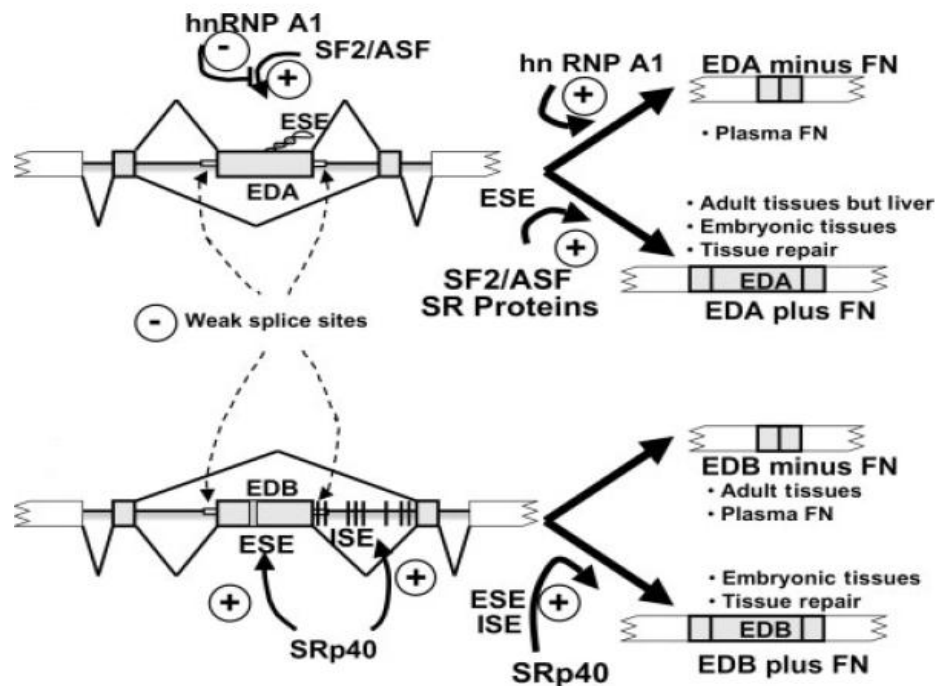 hnRNP A1
-
SF2/ASF
+
ESE
EDA
hn RNP A1
+
EDA minus FN
• Plasma FN
ESE
+
SF2/ASF
SR Proteins
• Adult tissues but liver
• Embryonic tissues
• Tissue repair
EDA
EDA plus FN
- Weak splice sites
EDB
ESE
ISE
+
+
SRp40
EDB minus FN
• Adult tissues
• Plasma FN
ESE
ISE
+
SRp40
• Embryonic tissues
• Tissue repair
EDB
EDB plus FN